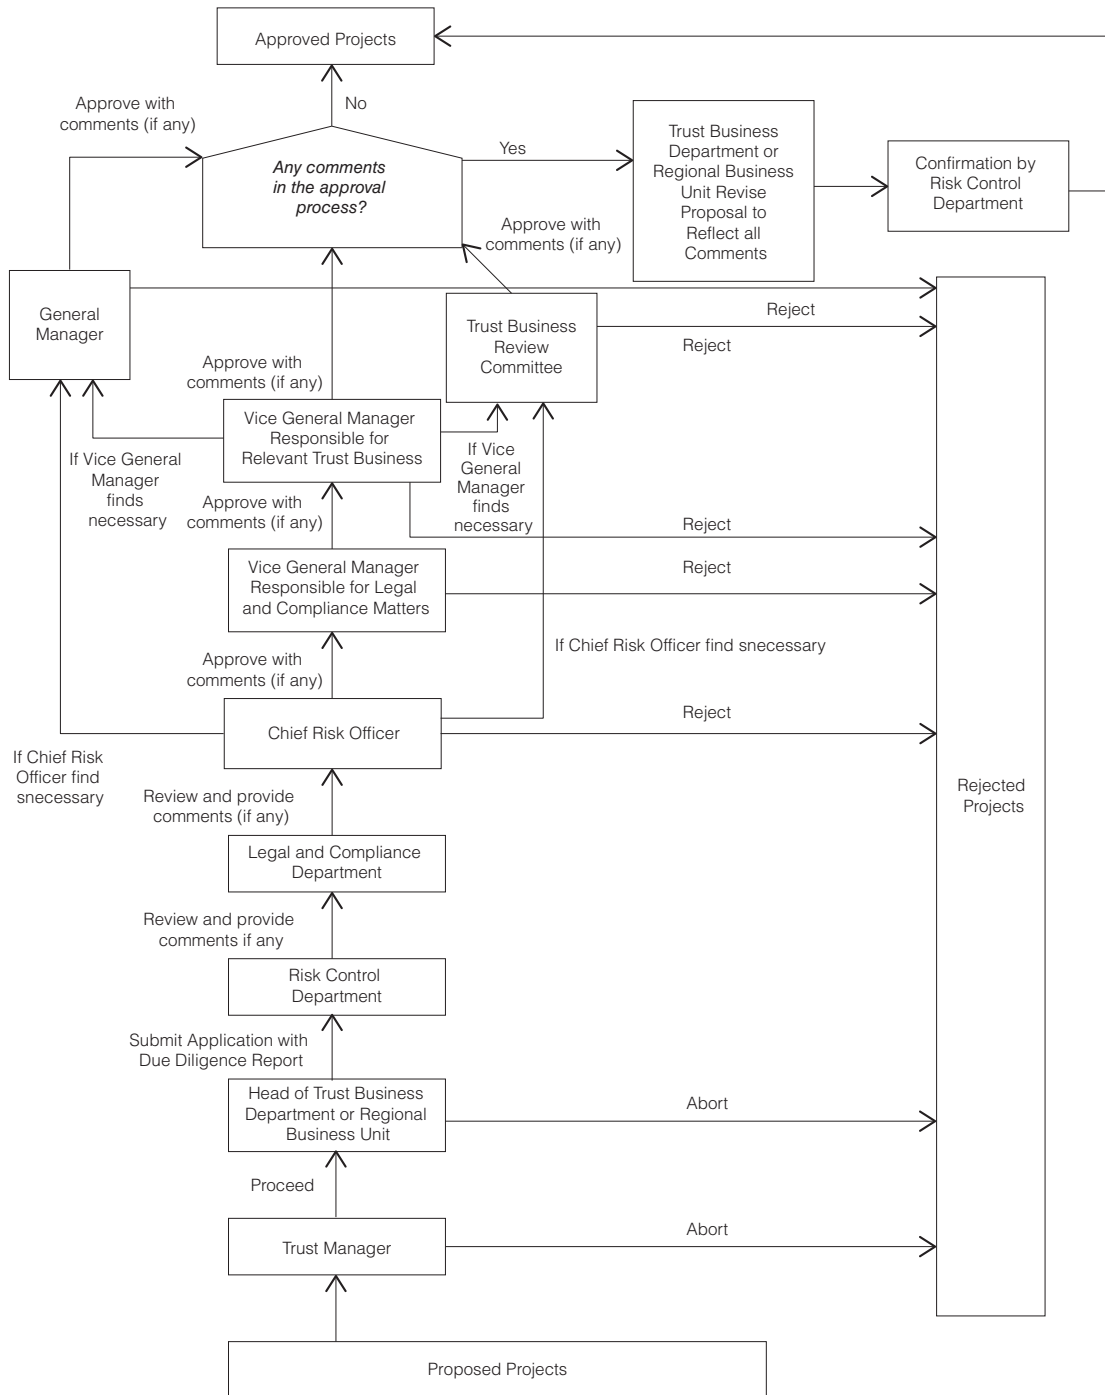 Approved Projects
Approve with
comments (if any)
No
Any comments
in the approval
process?
Yes
Trust Business
Department or
Regional Business
Unit Revise
Proposal to
Reflect all
Comments
Confirmation by
Risk Control
Department
Approve with
comments (if any)
General
Manager
Trust Business
Review
Committee
Reject
Reject
Approve with
comments (if any)
Vice General Manager
Responsible for
Relevant Trust Business
If Vice General
Manager
finds
necessary
If Vice
General
Manager
finds
necessary
Approve with
comments (if any)
Reject
Vice General Manager
Responsible for Legal
and Compliance Matters
Reject
If Chief Risk Officer find snecessary
Approve with
comments (if any)
Chief Risk Officer
Reject
If Chief Risk
Officer find
snecessary
Rejected
Projects
Review and provide
comments (if any)
Legal and Compliance
Department
Review and provide
comments if any
Risk Control
Department
Submit Application with
Due Diligence Report
Head of Trust Business
Department or Regional
Business Unit
Abort
Proceed
Trust Manager
Abort
Proposed Projects